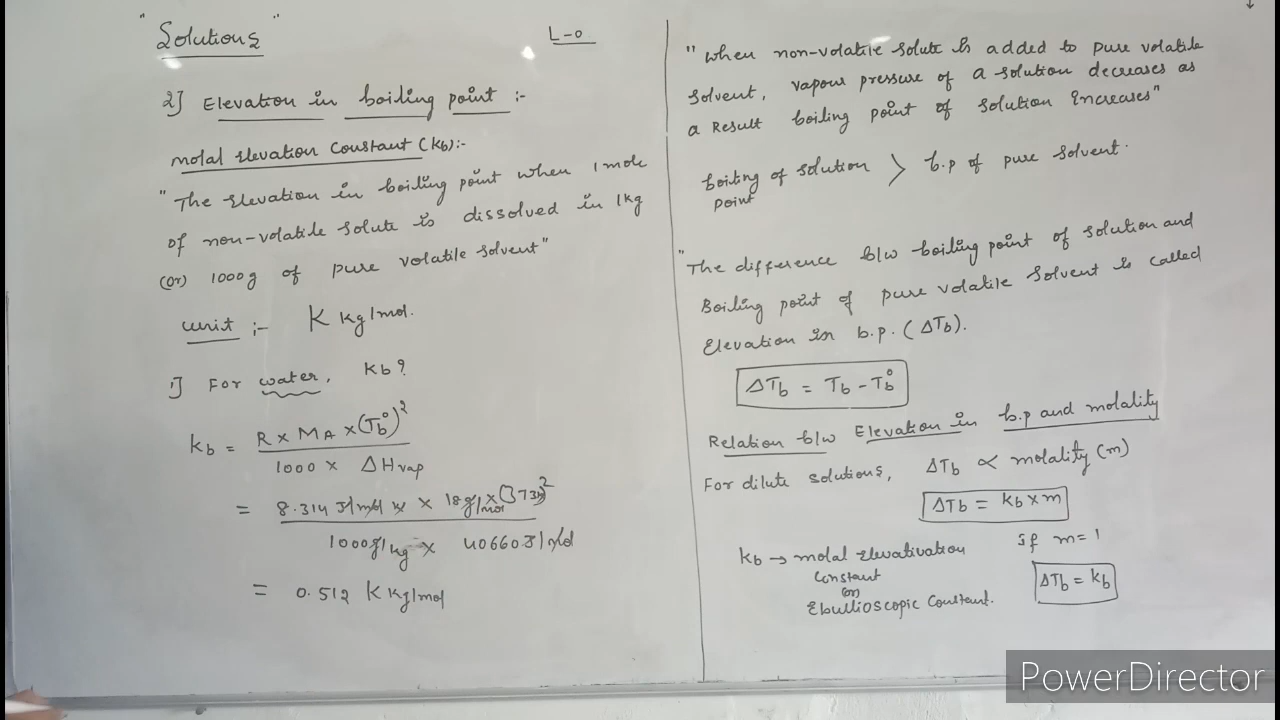 "Solutions"
L-0
2] Elevation in boiling point :-
molal elevation constant (Kb):-
"The elevation in boiling point when 1 mole
of non-volatile solute is dissolved in 1kg
(or) 1000g of pure volatile solvent"
unit :- K kg/mol.
1] For water, Kb?
Kb = R × MA × (Tb°)²
1000 × ΔHvap
= 8.314 J/mol K × 18g/mol × (373K)²
1000g/kg × 40660J/mol
= 0.512 K kg/mol
"when non-volatile solute is added to pure volatile
solvent, vapour pressure of a solution decreases as
a Result boiling point of solution increases"
boiling of solution > b.p of pure solvent.
point
"The difference b/w boiling point of solution and
Boiling point of pure volatile solvent is called
Elevation in b.p. (ΔTb).
ΔTb = Tb - Tb°
Relation b/w Elevation in b.p and molality
For dilute solutions, ΔTb ∝ molality (m)
ΔTb = Kb × m
Kb → molal elevativation if m=1
constant
(or)
Ebullioscopic constant.
ΔTb = Kb
PowerDirector